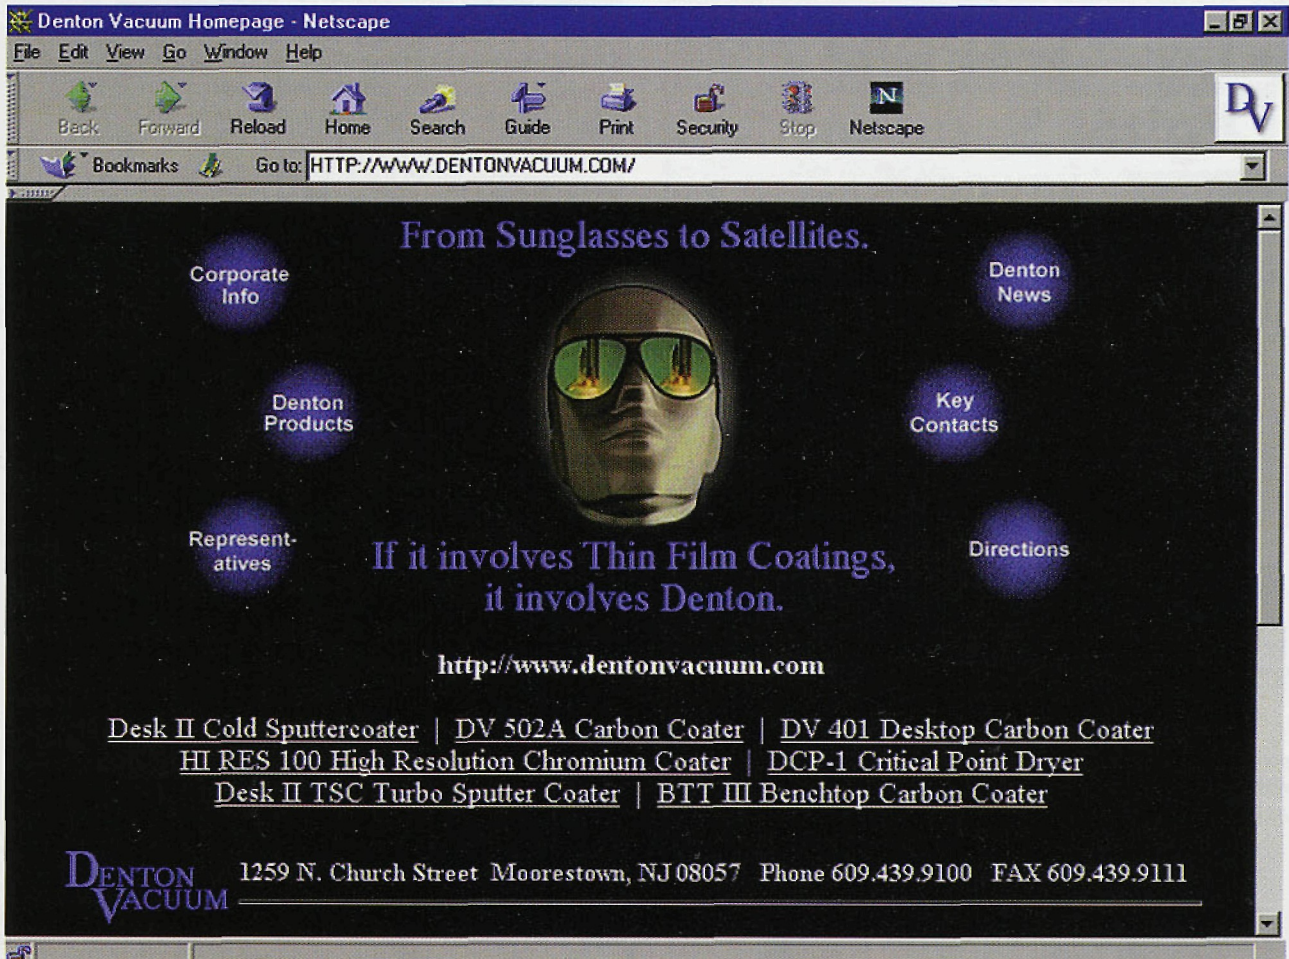 Denton Vacuum Homepage - Netscape
File Edit View Go Window Help
Back Forward Reload Home Search Guide Print Security Stop Netscape
N
DV
Bookmarks Go to: HTTP://WWW.DENTONVACUUM.COM/
From Sunglasses to Satellites.
Corporate
Info
Denton
News
Denton
Products
Key
Contacts
Represent-
atives
Directions
If it involves Thin Film Coatings,
it involves Denton.
http://www.dentonvacuum.com
Desk II Cold Sputtercoater | DV 502A Carbon Coater | DV 401 Desktop Carbon Coater
HI RES 100 High Resolution Chromium Coater | DCP-1 Critical Point Dryer
Desk II TSC Turbo Sputter Coater | BTT III Benchtop Carbon Coater
DENTON
VACUUM
1259 N. Church Street Moorestown, NJ 08057 Phone 609.439.9100 FAX 609.439.9111